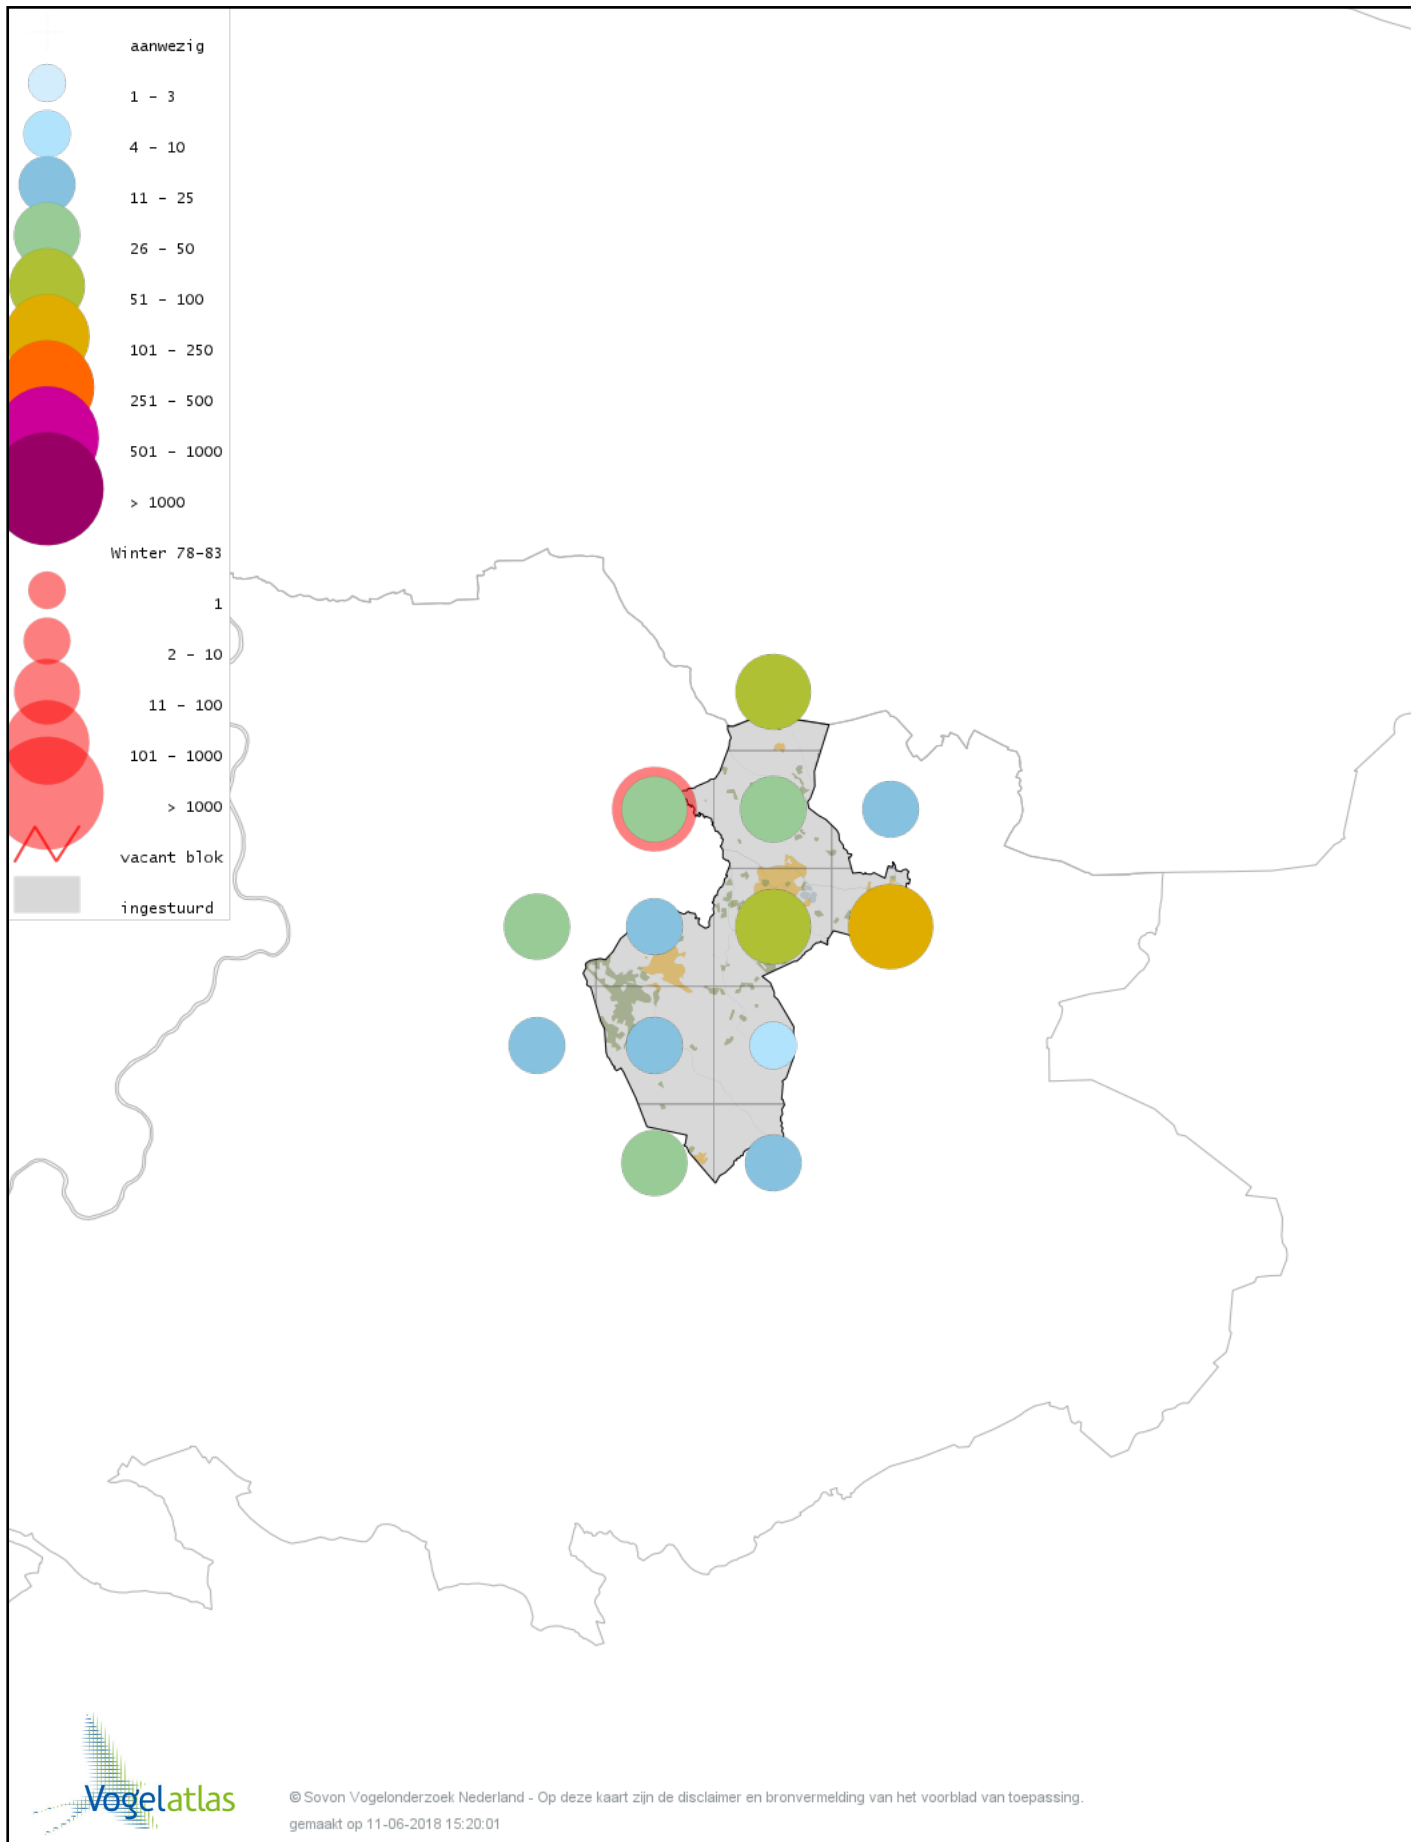 aanwezig
1 - 3
4 - 10
11 - 25
26 - 50
51 - 100
101 - 250
251 - 500
501 - 1000
> 1000
Winter 78-83
1
2 - 10
11 - 100
101 - 1000
> 1000
vacant blok
ingestuurd
Vogelatlas
© Sovon Vogelonderzoek Nederland - Op deze kaart zijn de disclaimer en bronvermelding van het voorblad van toepassing.
gemaakt op 11-06-2018 15:20:01